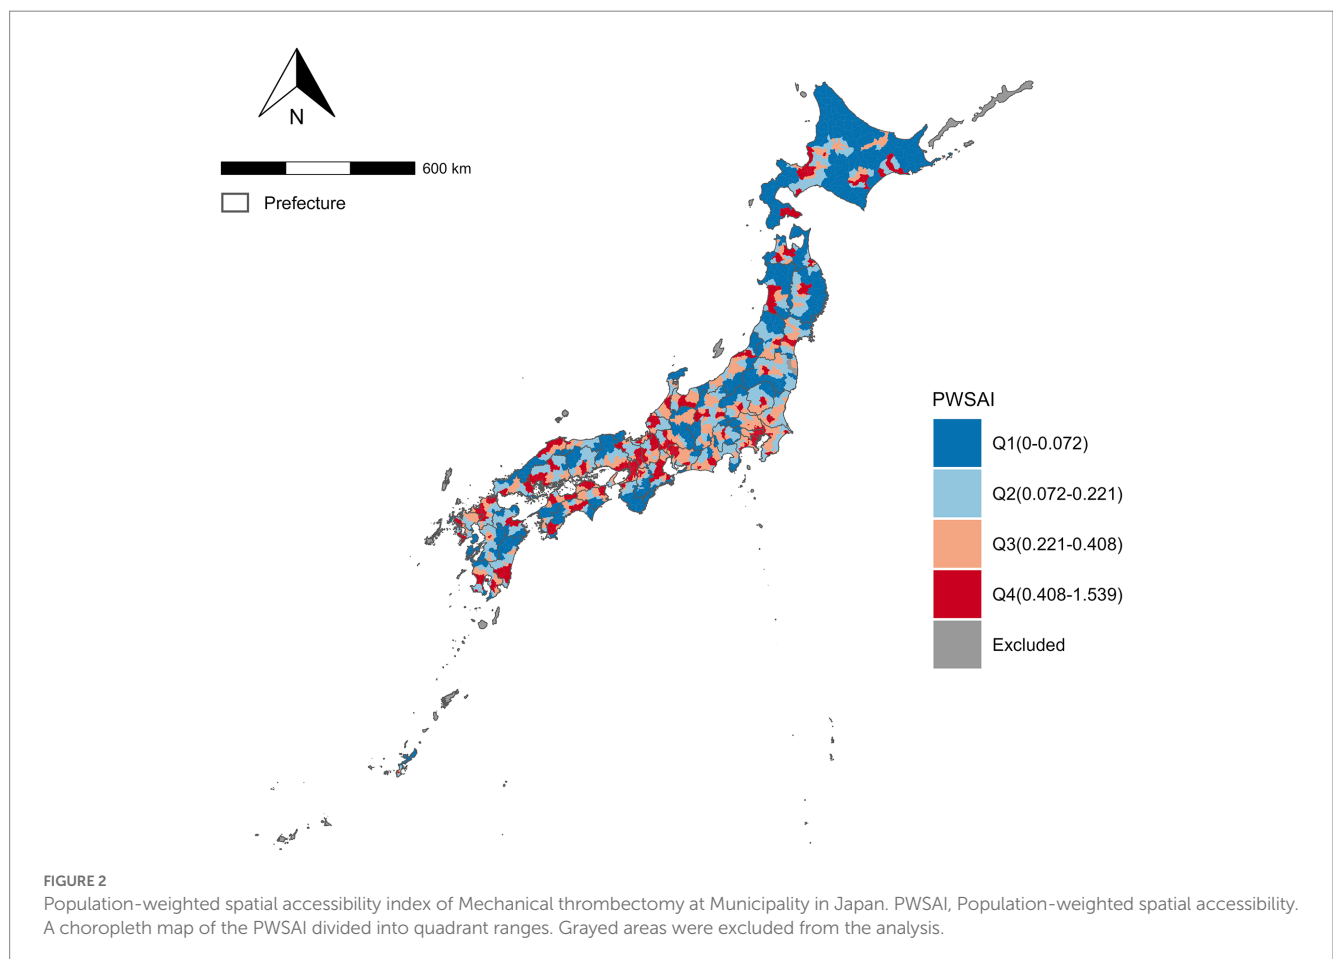 N
600 km
Prefecture
PWSAI
Q1(0-0.072)
Q2(0.072-0.221)
Q3(0.221-0.408)
Q4(0.408-1.539)
Excluded
FIGURE 2
Population-weighted spatial accessibility index of Mechanical thrombectomy at Municipality in Japan. PWSAI, Population-weighted spatial accessibility.
A choropleth map of the PWSAI divided into quadrant ranges. Grayed areas were excluded from the analysis.